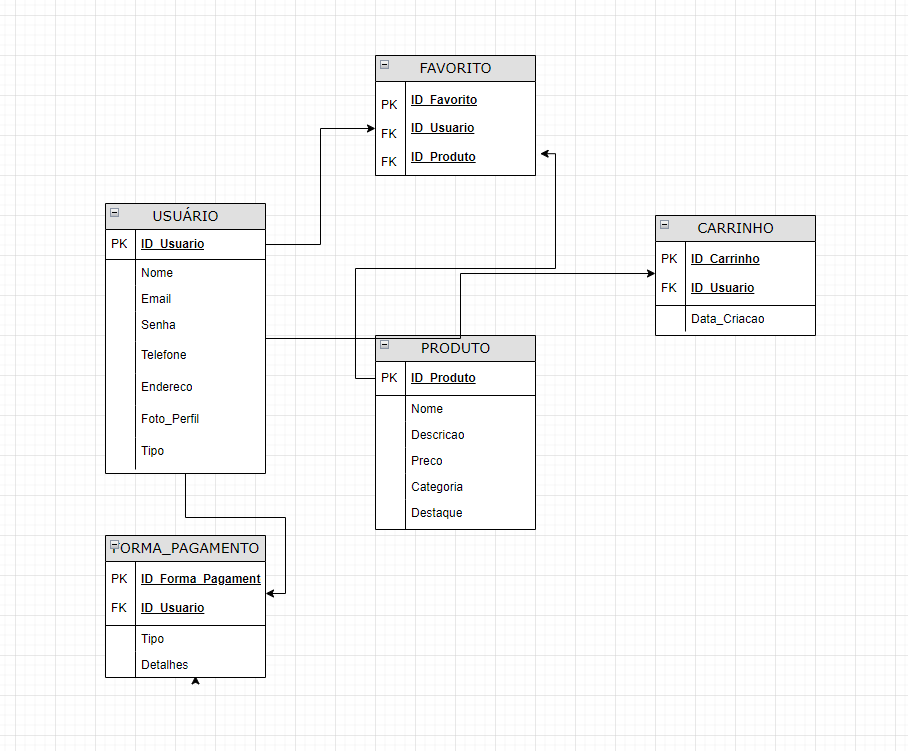 FAVORITO
PK ID_Favorito
FK ID_Usuario
FK ID_Produto
USUÁRIO
PK ID_Usuario
Nome
Email
Senha
Telefone
Endereco
Foto_Perfil
Tipo
CARRINHO
PK ID_Carrinho
FK ID_Usuario
Data_Criacao
PRODUTO
PK ID_Produto
Nome
Descricao
Preco
Categoria
Destaque
FORMA_PAGAMENTO
PK ID_Forma_Pagament
FK ID_Usuario
Tipo
Detalhes